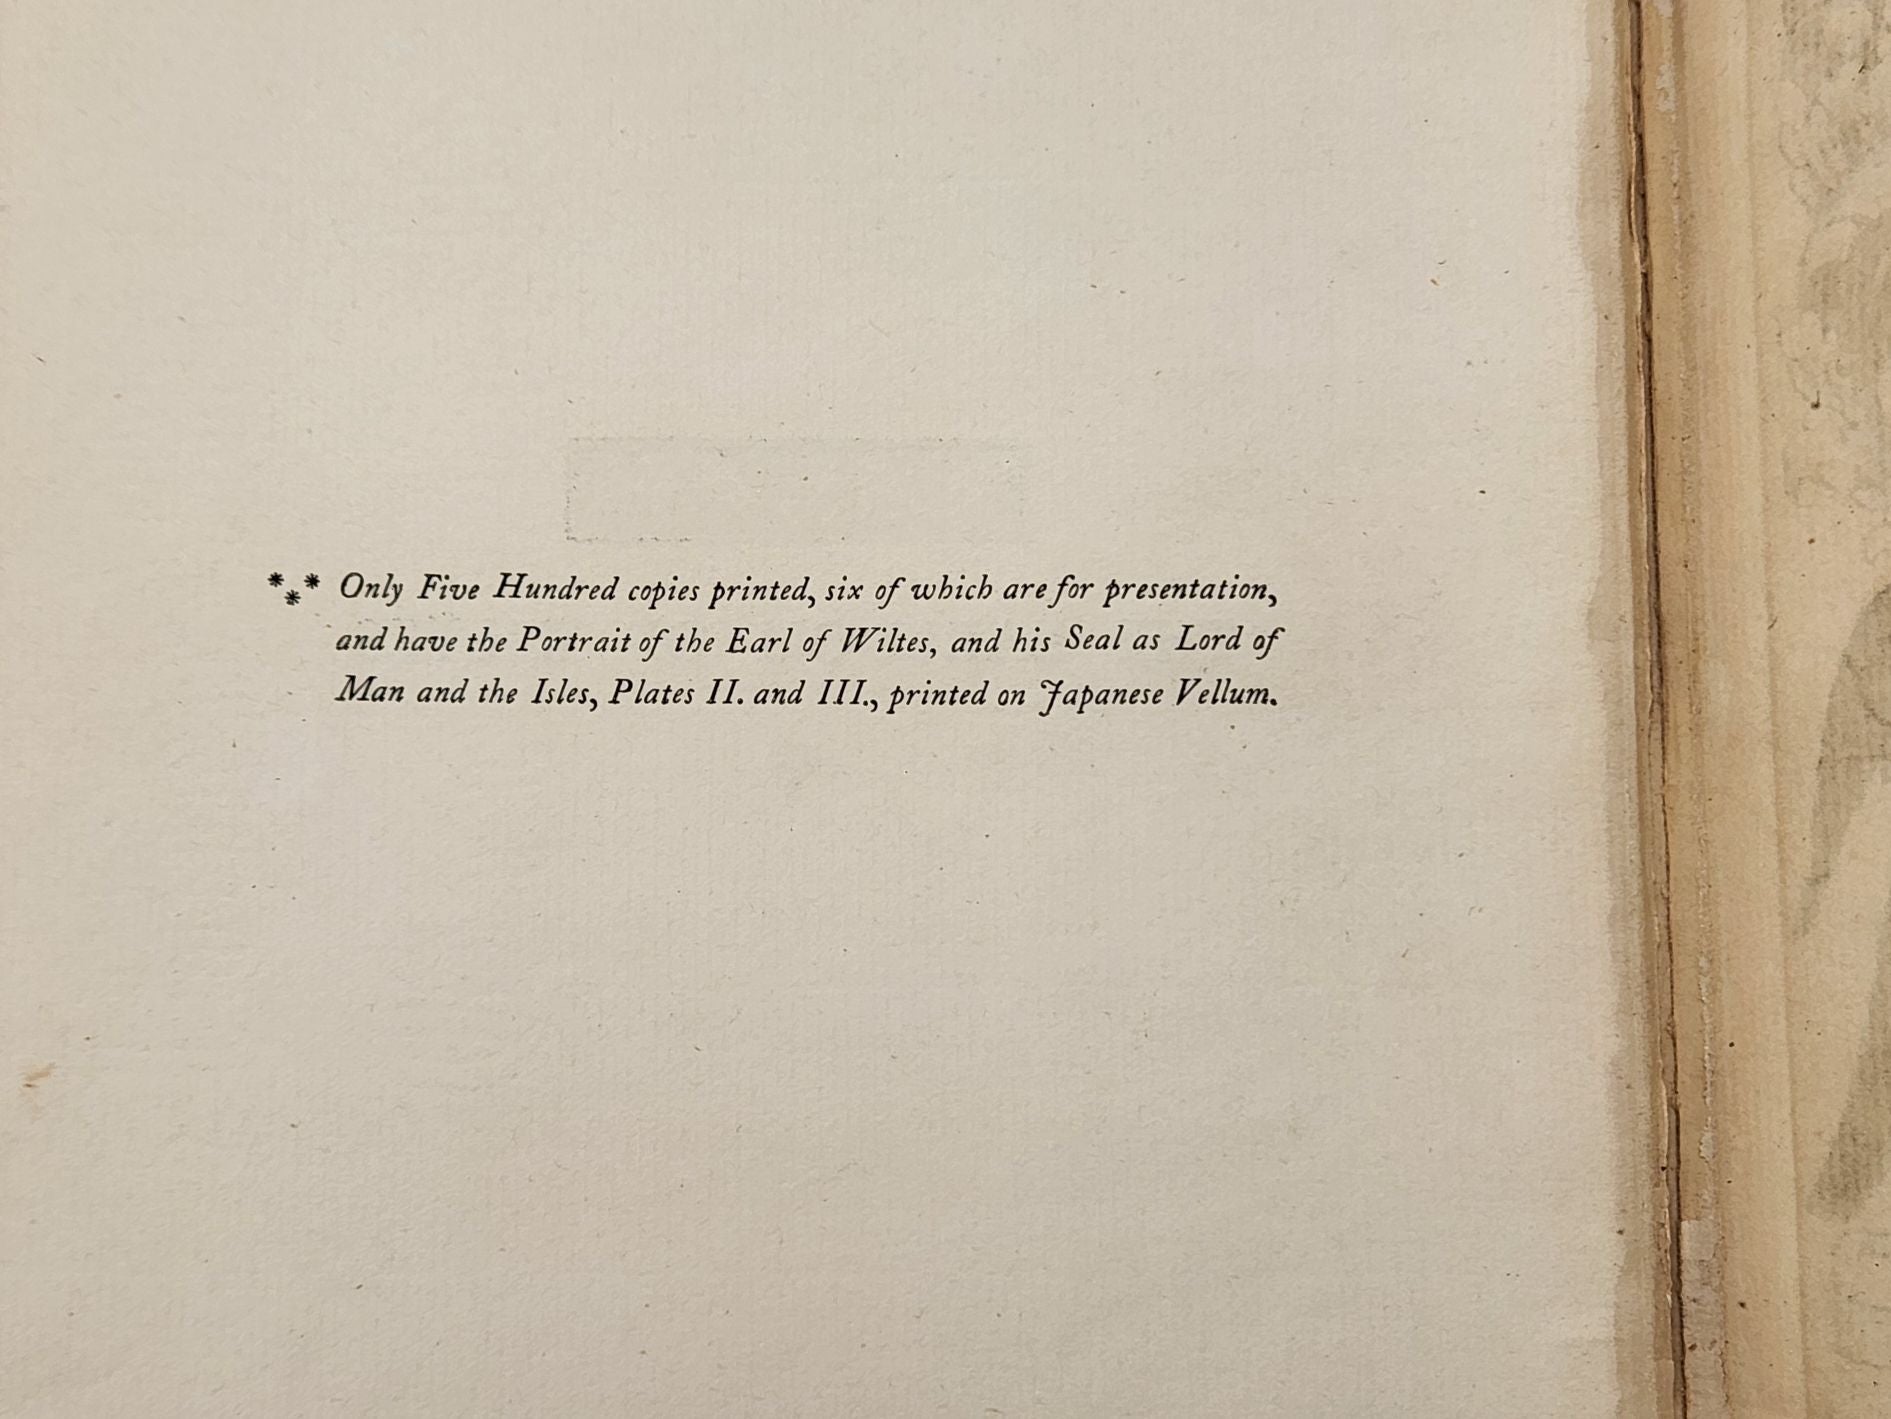 *** Only Five Hundred copies printed, six of which are for presentation,
and have the Portrait of the Earl of Wiltes, and his Seal as Lord of
Man and the Isles, Plates II. and III., printed on Japanese Vellum.